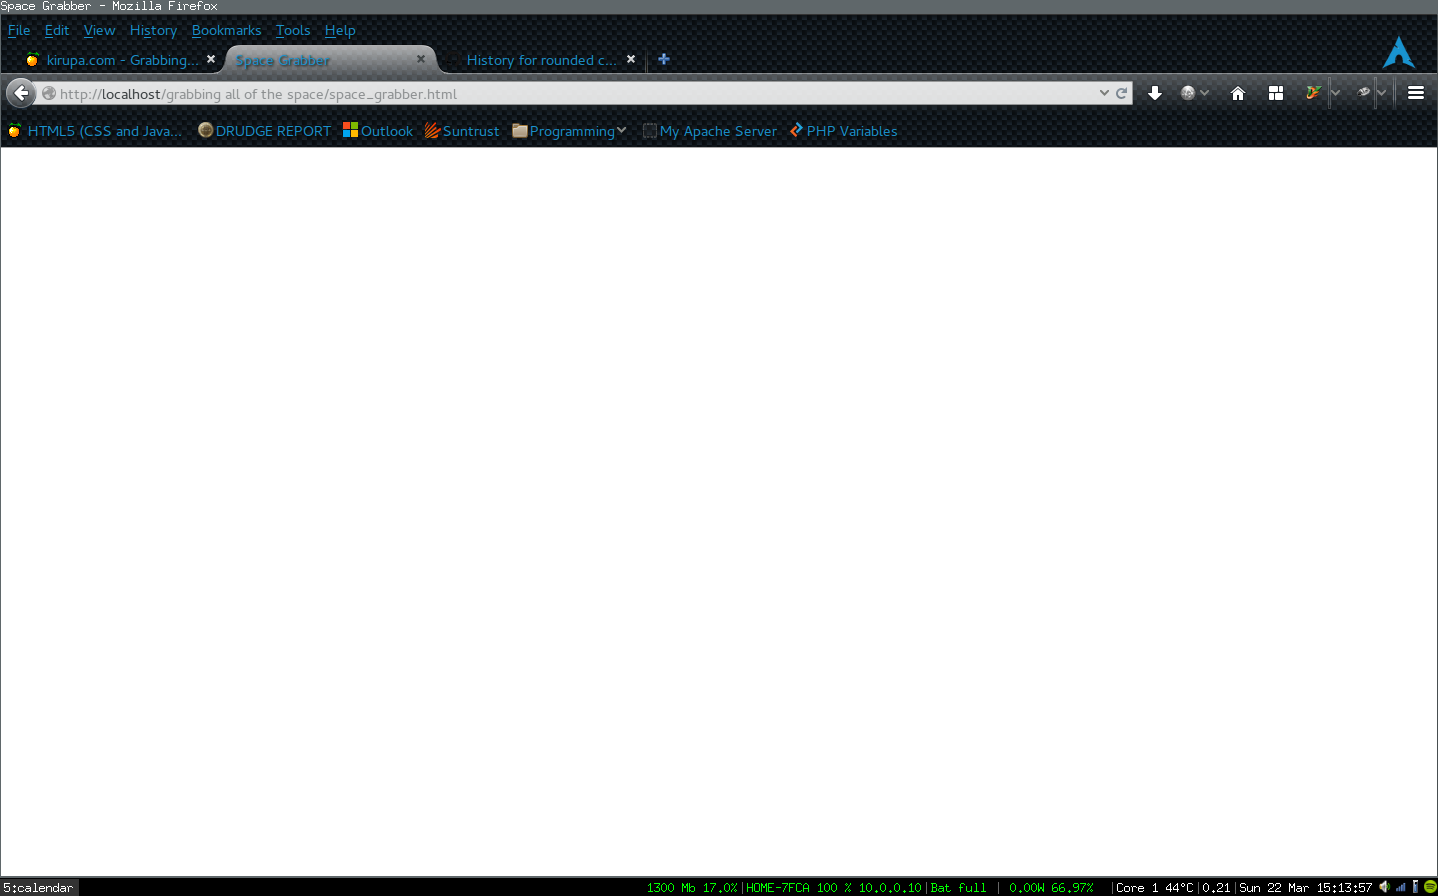 Space Grabber - Mozilla Firefox
File Edit View History Bookmarks Tools Help
kirupa.com - Grabbing... Space Grabber History for rounded c...
http://localhost/grabbing all of the space/space_grabber.html
HTML5 (CSS and Java... DRUDGE REPORT Outlook Suntrust Programming My Apache Server PHP Variables
5:calendar 1300 Mb 17.0%|HOME-7FCA 100 % 10.0.0.10|Bat full | 0.00W 66.97% |Core 1 44°C|0.21|Sun 22 Mar 15:13:57